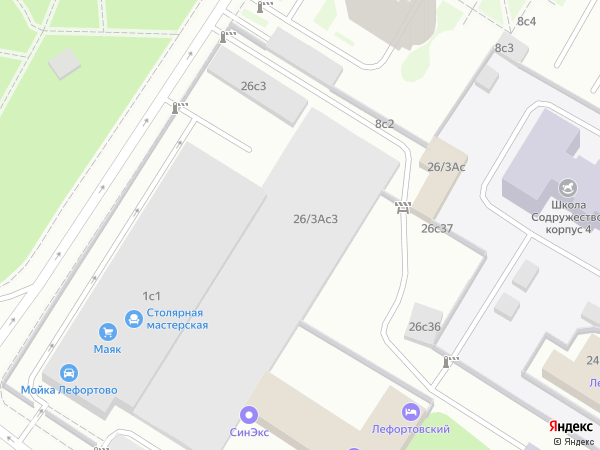 8с4
8с3
26с3
8с2
26/3Ас
Школа
Содружество
корпус 4
26/3Ас3
26с37
1с1
Столярная
мастерская
26с36
Маяк
24
Мойка Лефортово
Ле
СинЭкс
Лефортовский
Яндекс
© Яндекс